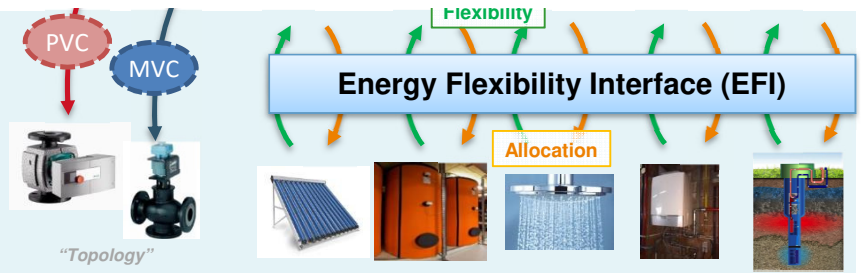 Flexibility
PVC
MVC
Energy Flexibility Interface (EFI)
Allocation
“Topology”